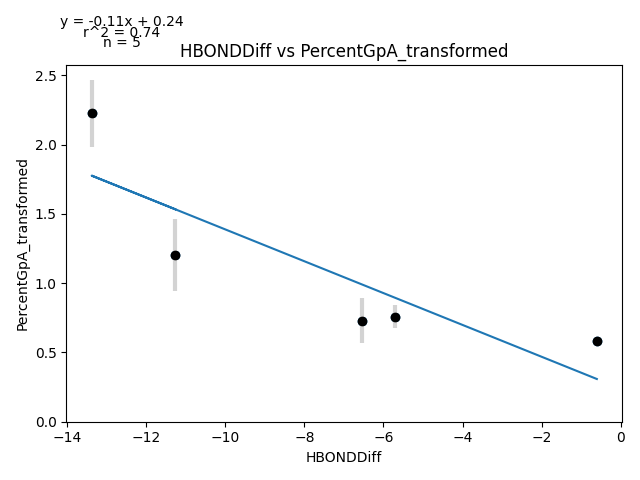 y = -0.11x + 0.24
r^2 = 0.74
n = 5
HBONDDiff vs PercentGpA_transformed
PercentGpA_transformed
2.5
2.0
1.5
1.0
0.5
0.0
−14 −12 −10 −8 −6 −4 −2 0
HBONDDiff